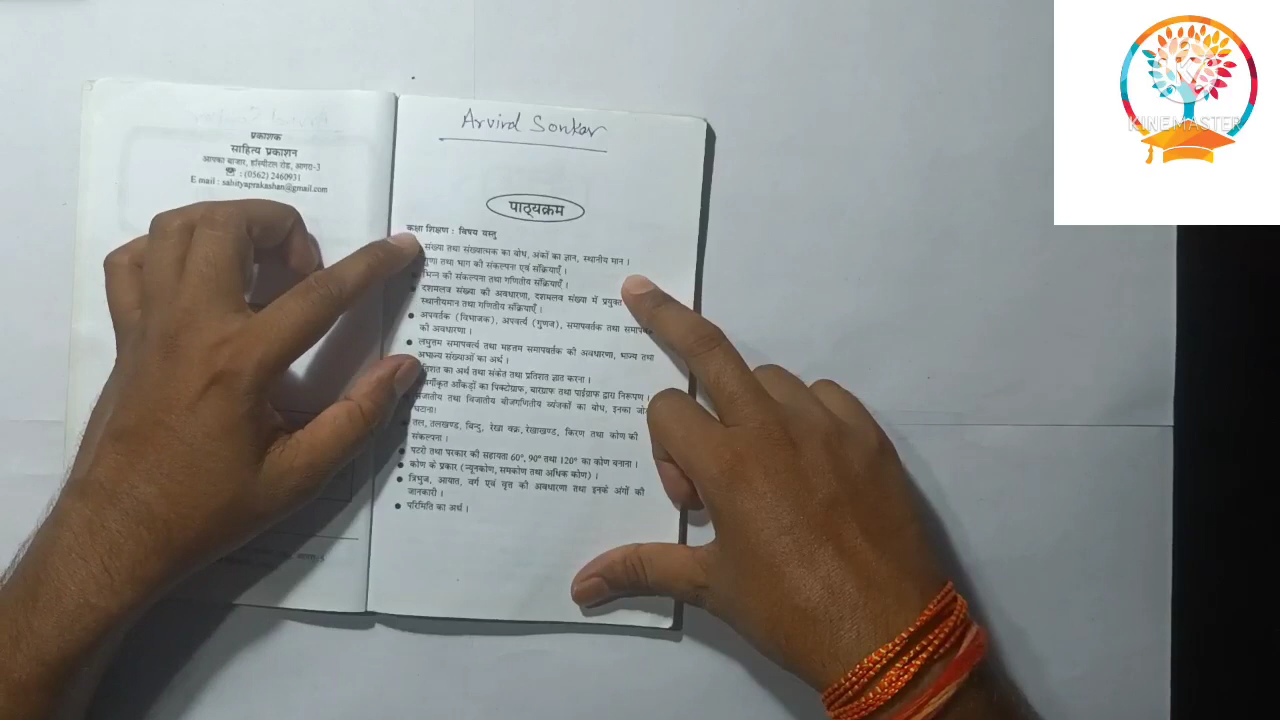 प्रकाशक
साहित्य प्रकाशन
आपका बाजार, हॉस्पीटल रोड, आगरा-3
☎ : (0562) 2460931
E mail : sahityaprakashan@gmail.com
Arvind Sonkar
पाठ्यक्रम
कक्षा शिक्षण : विषय वस्तु
संख्या तथा संख्यात्मक का बोध, अंकों का ज्ञान, स्थानीय मान ।
गुणा तथा भाग की संकल्पना एवं संक्रियाएँ ।
भिन्न की संकल्पना तथा गणितीय संक्रियाएँ ।
● दशमलव संख्या की अवधारणा, दशमलव संख्या में प्रयुक्त
स्थानीयमान तथा गणितीय संक्रियाएँ ।
● अपवर्तक (विभाजक), अपवर्त्य (गुणज), समापवर्तक तथा
की अवधारणा ।
● लघुत्तम समापवर्त्य तथा महत्तम समापवर्तक की अवधारणा, भाज्य तथा
अभाज्य संख्याओं का अर्थ ।
का अर्थ तथा संकेत तथा प्रतिशत ज्ञात करना ।
आँकड़ों का पिक्टोग्राफ, बारग्राफ तथा पाईग्राफ द्वारा निरूपण ।
तथा विजातीय बीजगणितीय व्यंजकों का बोध, इनका
घटाना।
तल, तलखण्ड, बिन्दु, रेखा वक्र, रेखाखण्ड, किरण तथा कोण की
संकल्पना ।
● पटरी तथा परकार की सहायता 60°, 90° तथा 120° का कोण बनाना ।
● कोण के प्रकार (न्यूनकोण, समकोण तथा अधिक कोण) ।
● त्रिभुज, आयात, वर्ग एवं वृत्त की अवधारणा तथा इनके अंगों की
जानकारी ।
● परिमिति का अर्थ ।
KINEMASTER